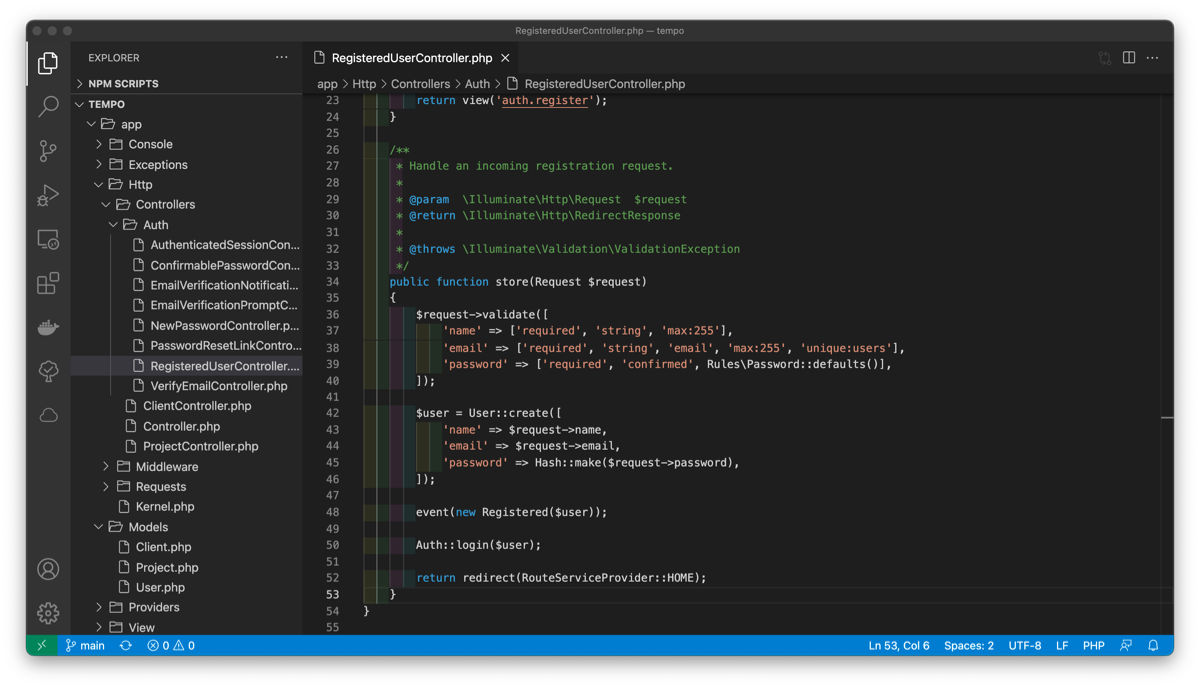 RegisteredUserController.php — tempo
EXPLORER
NPM SCRIPTS
TEMPO
app
Console
Exceptions
Http
Controllers
Auth
AuthenticatedSessionCon...
ConfirmablePasswordCon...
EmailVerificationNotificati...
EmailVerificationPromptC...
NewPasswordController.p...
PasswordResetLinkContro...
RegisteredUserController....
VerifyEmailController.php
ClientController.php
Controller.php
ProjectController.php
Middleware
Requests
Kernel.php
Models
Client.php
Project.php
User.php
Providers
View
RegisteredUserController.php
app > Http > Controllers > Auth > RegisteredUserController.php
23 return view('auth.register');
24 }
25
26 /**
27 * Handle an incoming registration request.
28 *
29 * @param  \Illuminate\Http\Request  $request
30 * @return \Illuminate\Http\RedirectResponse
31 *
32 * @throws \Illuminate\Validation\ValidationException
33 */
34 public function store(Request $request)
35 {
36 $request->validate([
37 'name' => ['required', 'string', 'max:255'],
38 'email' => ['required', 'string', 'email', 'max:255', 'unique:users'],
39 'password' => ['required', 'confirmed', Rules\Password::defaults()],
40 ]);
41
42 $user = User::create([
43 'name' => $request->name,
44 'email' => $request->email,
45 'password' => Hash::make($request->password),
46 ]);
47
48 event(new Registered($user));
49
50 Auth::login($user);
51
52 return redirect(RouteServiceProvider::HOME);
53 }
54 }
55
main 0 0 Ln 53, Col 6 Spaces: 2 UTF-8 LF PHP